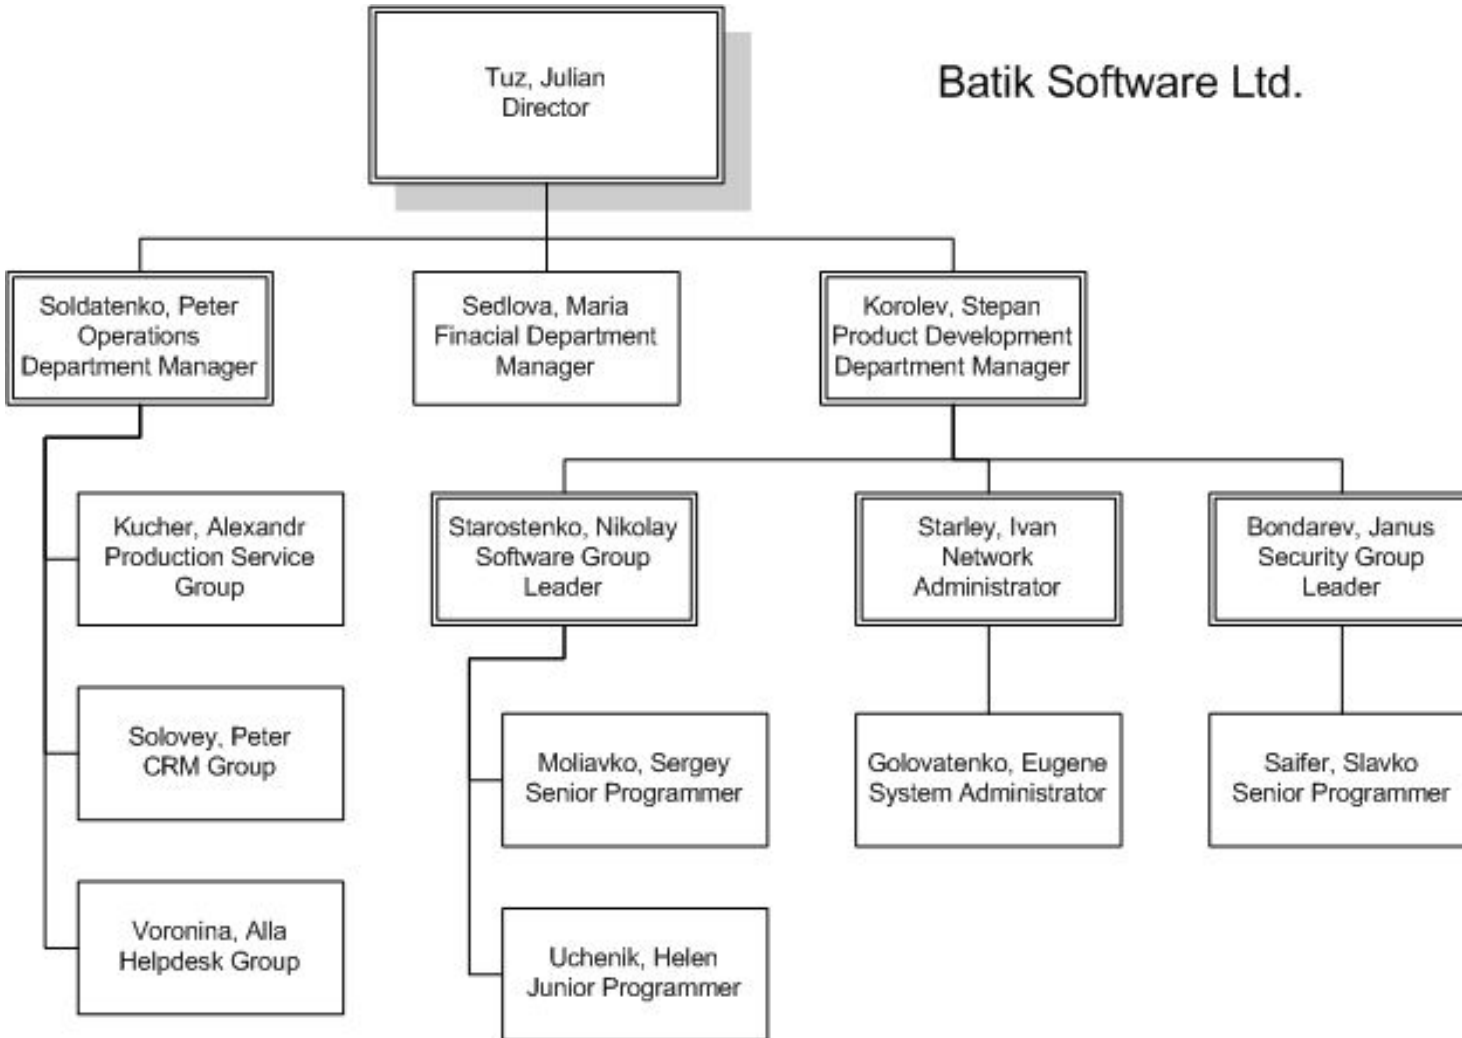 Tuz, Julian
Director
Batik Software Ltd.
Soldatenko, Peter
Operations
Department Manager
Sedlova, Maria
Finacial Department
Manager
Korolev, Stepan
Product Development
Department Manager
Kucher, Alexandr
Production Service
Group
Starostenko, Nikolay
Software Group
Leader
Starley, Ivan
Network
Administrator
Bondarev, Janus
Security Group
Leader
Solovey, Peter
CRM Group
Moliavko, Sergey
Senior Programmer
Golovatenko, Eugene
System Administrator
Saifer, Slavko
Senior Programmer
Voronina, Alla
Helpdesk Group
Uchenik, Helen
Junior Programmer